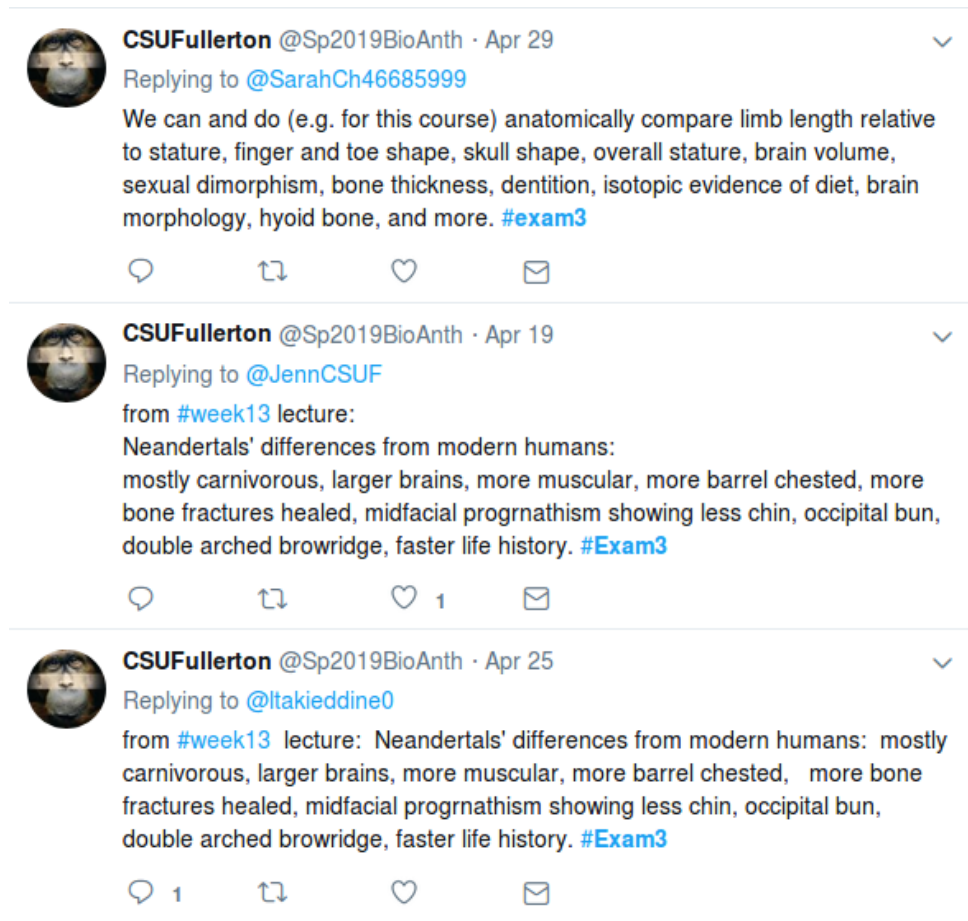 CSUFullerton @Sp2019BioAnth · Apr 29
Replying to @SarahCh46685999
We can and do (e.g. for this course) anatomically compare limb length relative
to stature, finger and toe shape, skull shape, overall stature, brain volume,
sexual dimorphism, bone thickness, dentition, isotopic evidence of diet, brain
morphology, hyoid bone, and more. #exam3
CSUFullerton @Sp2019BioAnth · Apr 19
Replying to @JennCSUF
from #week13 lecture:
Neandertals' differences from modern humans:
mostly carnivorous, larger brains, more muscular, more barrel chested, more
bone fractures healed, midfacial progrnathism showing less chin, occipital bun,
double arched browridge, faster life history. #Exam3
1
CSUFullerton @Sp2019BioAnth · Apr 25
Replying to @ltakieddine0
from #week13 lecture: Neandertals' differences from modern humans: mostly
carnivorous, larger brains, more muscular, more barrel chested, more bone
fractures healed, midfacial progrnathism showing less chin, occipital bun,
double arched browridge, faster life history. #Exam3
1